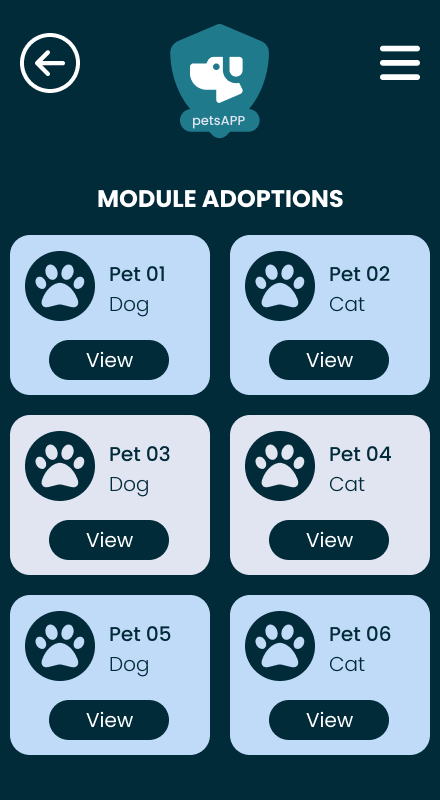 petsAPP
MODULE ADOPTIONS
Pet 01
Dog
View
Pet 02
Cat
View
Pet 03
Dog
View
Pet 04
Cat
View
Pet 05
Dog
View
Pet 06
Cat
View